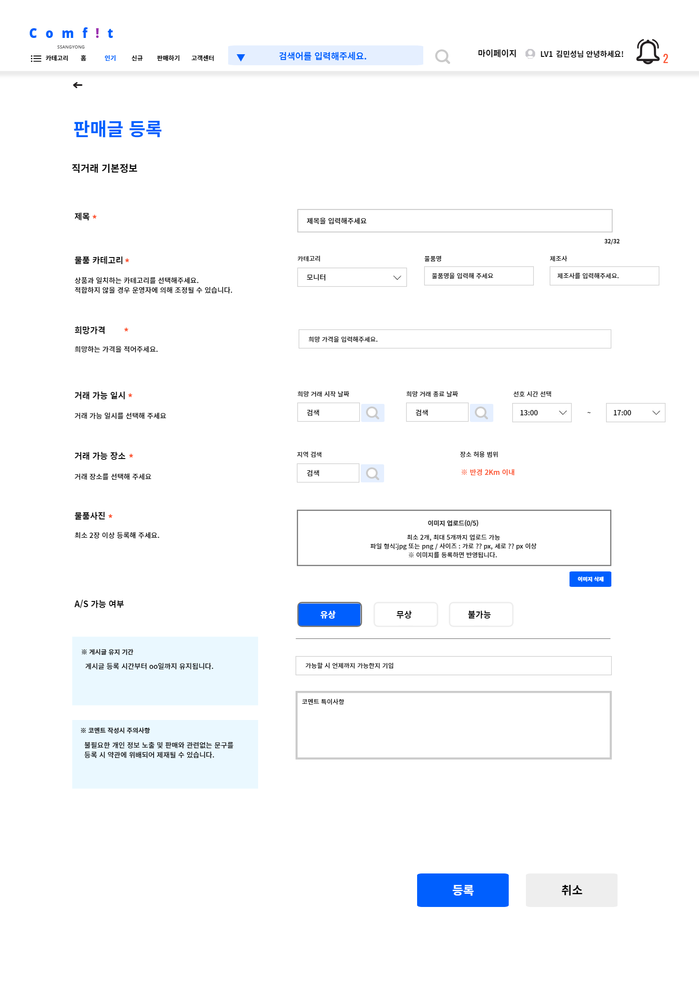 Comf!t
SSANGYONG
카테고리 홈 인기 신규 판매하기 고객센터
검색어를 입력해주세요.
마이페이지 LV1 김민성님 안녕하세요! 2
판매글 등록
직거래 기본정보
제목 *
제목을 입력해주세요
32/32
물품 카테고리 *
상품과 일치하는 카테고리를 선택해주세요.
적합하지 않을 경우 운영자에 의해 조정될 수 있습니다.
카테고리 물품명 제조사
모니터 물품명을 입력해 주세요 제조사를 입력해주세요.
희망가격 *
희망하는 가격을 적어주세요.
희망 가격을 입력해주세요.
거래 가능 일시 *
거래 가능 일시를 선택해 주세요
희망 거래 시작 날짜 희망 거래 종료 날짜 선호 시간 선택
검색 검색 13:00 ~ 17:00
거래 가능 장소 *
거래 장소를 선택해 주세요
지역 검색 장소 허용 범위
검색 ※ 반경 2Km 이내
물품사진 *
최소 2장 이상 등록해 주세요.
이미지 업로드(0/5)
최소 2개, 최대 5개까지 업로드 가능
파일 형식:jpg 또는 png / 사이즈 : 가로 ?? px, 세로 ?? px 이상
※ 이미지를 등록하면 반영됩니다.
이미지 삭제
A/S 가능 여부
유상 무상 불가능
※ 게시글 유지 기간
게시글 등록 시간부터 oo일까지 유지됩니다.
가능할 시 언제까지 가능한지 기입
코멘트 특이사항
※ 코멘트 작성시 주의사항
불필요한 개인 정보 노출 및 판매와 관련없는 문구를
등록 시 약관에 위배되어 제재될 수 있습니다.
등록 취소